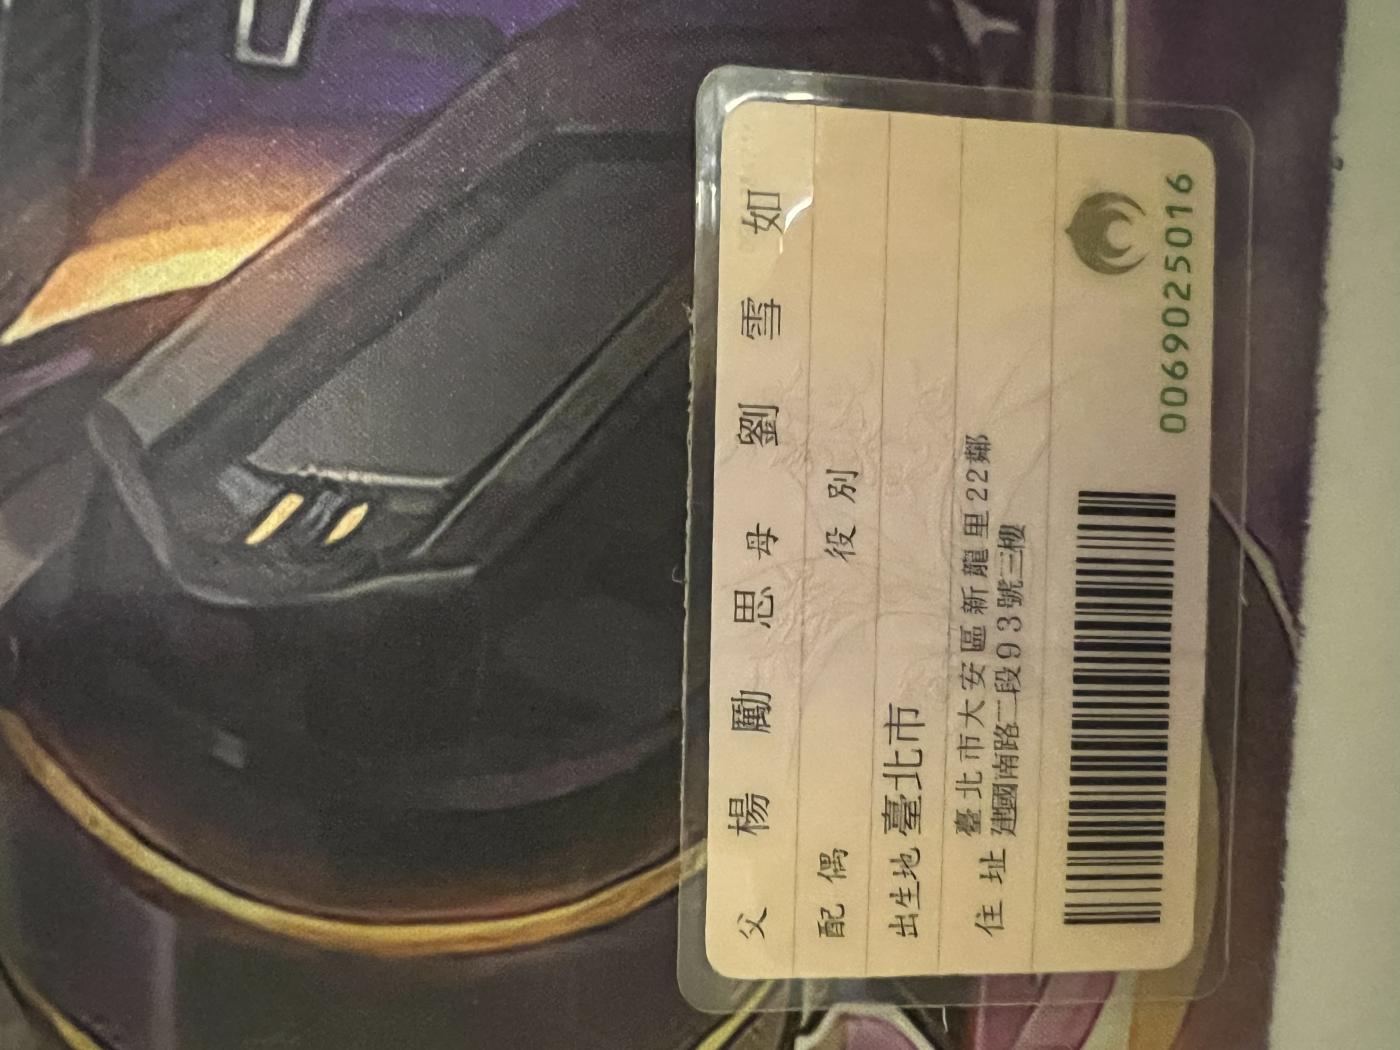 父 楊 勵 思 母 劉 雪 如
配偶 役別
出生地 臺北市
住址 臺北市大安區新龍里22鄰
建國南路二段93號三樓
0069025016